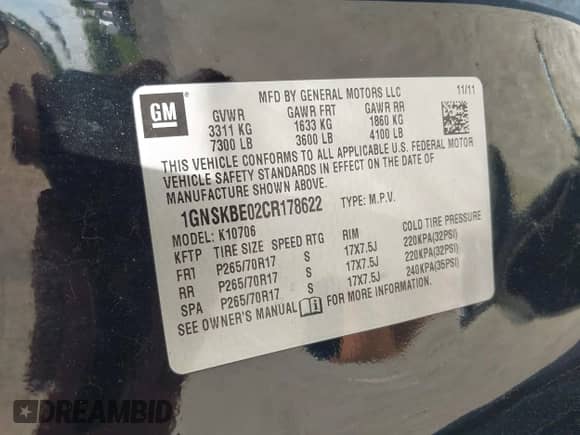 GM
MFD BY GENERAL MOTORS LLC
11/11
GVWR GAWR FRT GAWR RR
3311 KG 1633 KG 1860 KG
7300 LB 3600 LB 4100 LB
THIS VEHICLE CONFORMS TO ALL APPLICABLE U.S. FEDERAL MOTOR
VEHICLE SAFETY STANDARDS IN EFFECT ON THE DATE OF
MANUFACTURE SHOWN ABOVE.
1GNSKBE02CR178622 TYPE: M.P.V.
MODEL: K10706
KFTP TIRE SIZE SPEED RTG RIM COLD TIRE PRESSURE
FRT P265/70R17 S 17X7.5J 220KPA(32PSI)
RR P265/70R17 S 17X7.5J 220KPA(32PSI)
SPA P265/70R17 S 17X7.5J 240KPA(35PSI)
SEE OWNER'S MANUAL FOR MORE INFORMATION.
DREAMBID